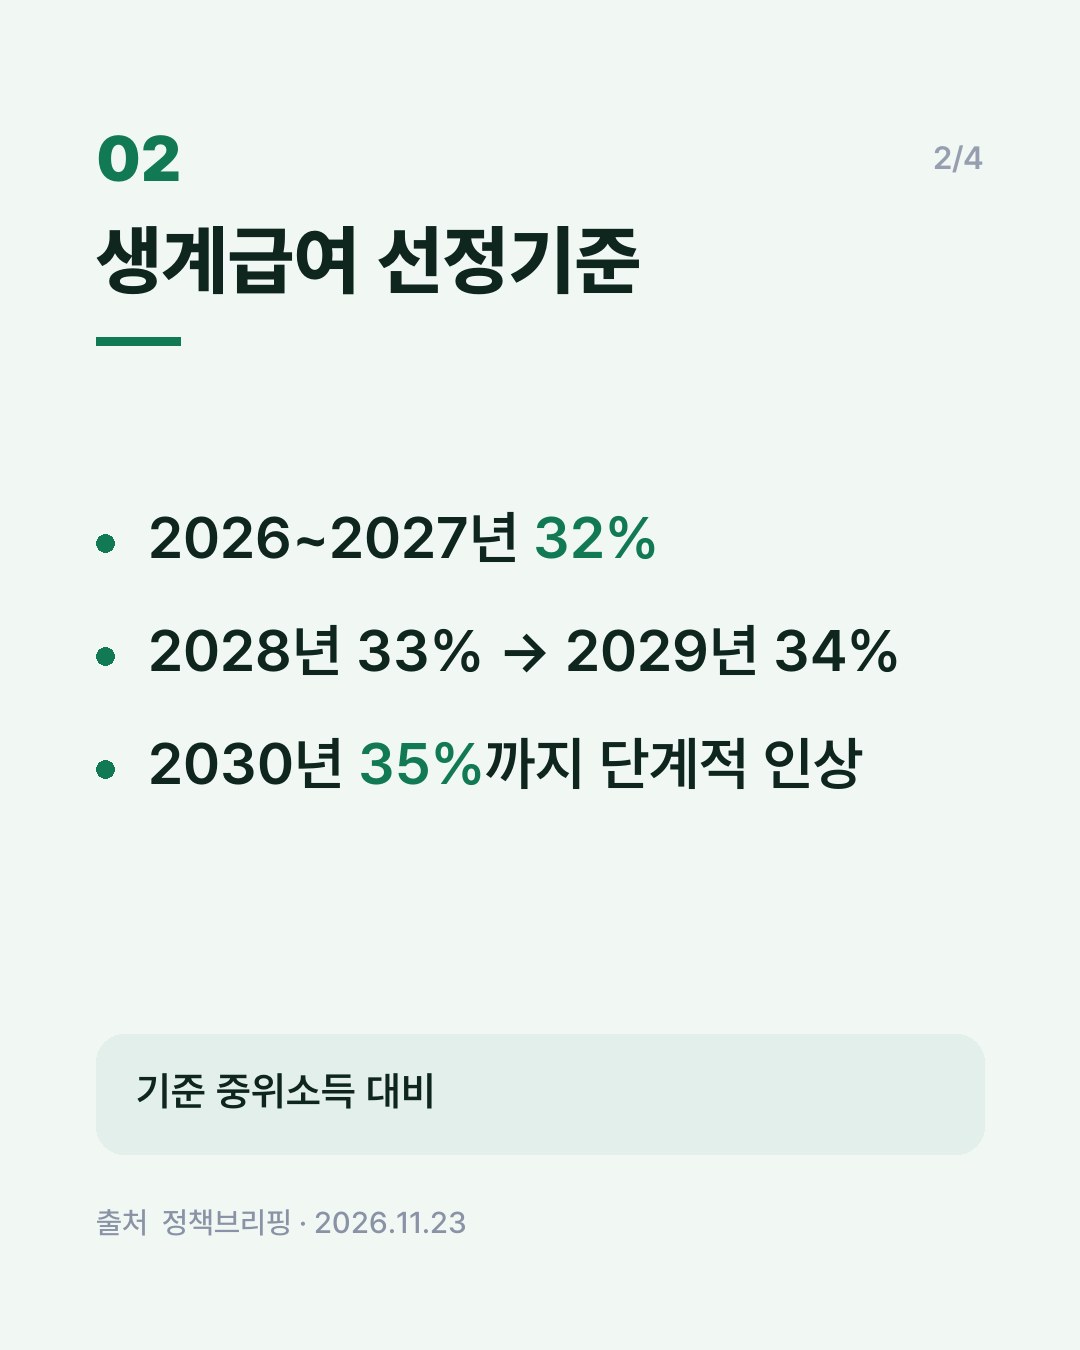 02
2/4
생계급여 선정기준
2026~2027년 32%
2028년 33% → 2029년 34%
2030년 35%까지 단계적 인상
기준 중위소득 대비
출처 정책브리핑 · 2026.11.23